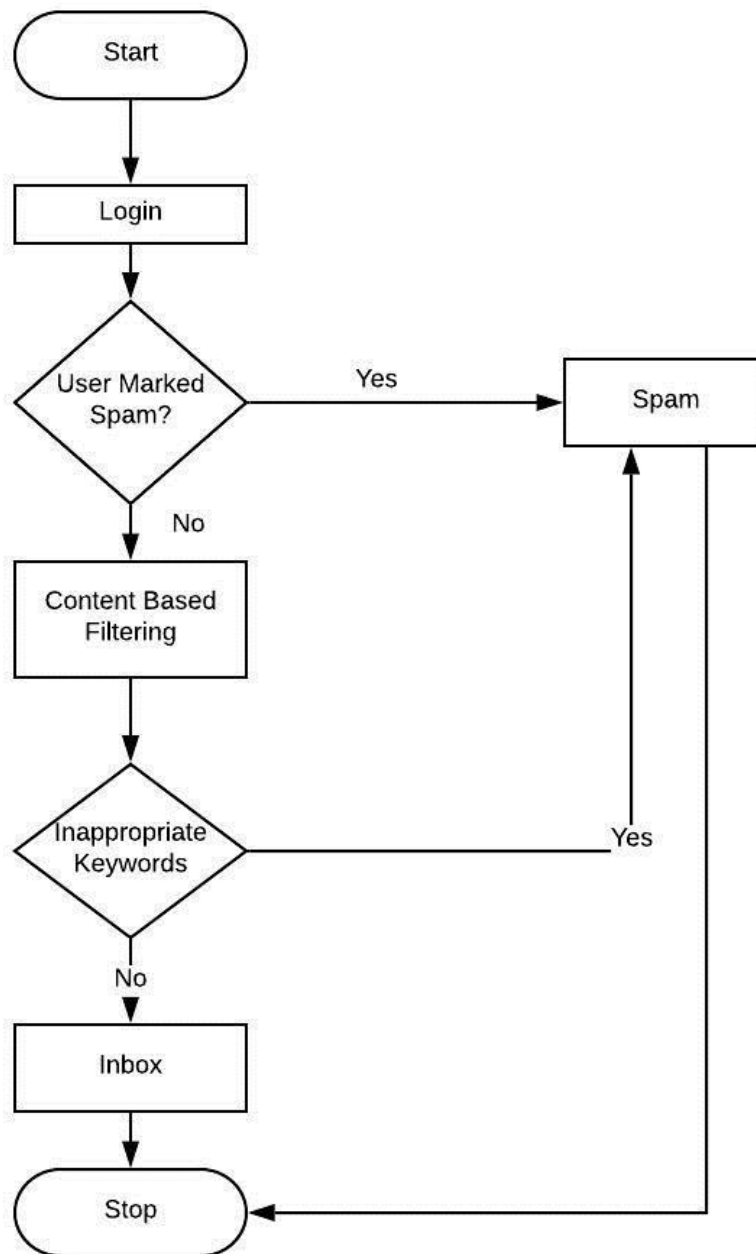 Start
Login
User Marked
Spam?
Yes
Spam
No
Content Based
Filtering
Inappropriate
Keywords
Yes
No
Inbox
Stop